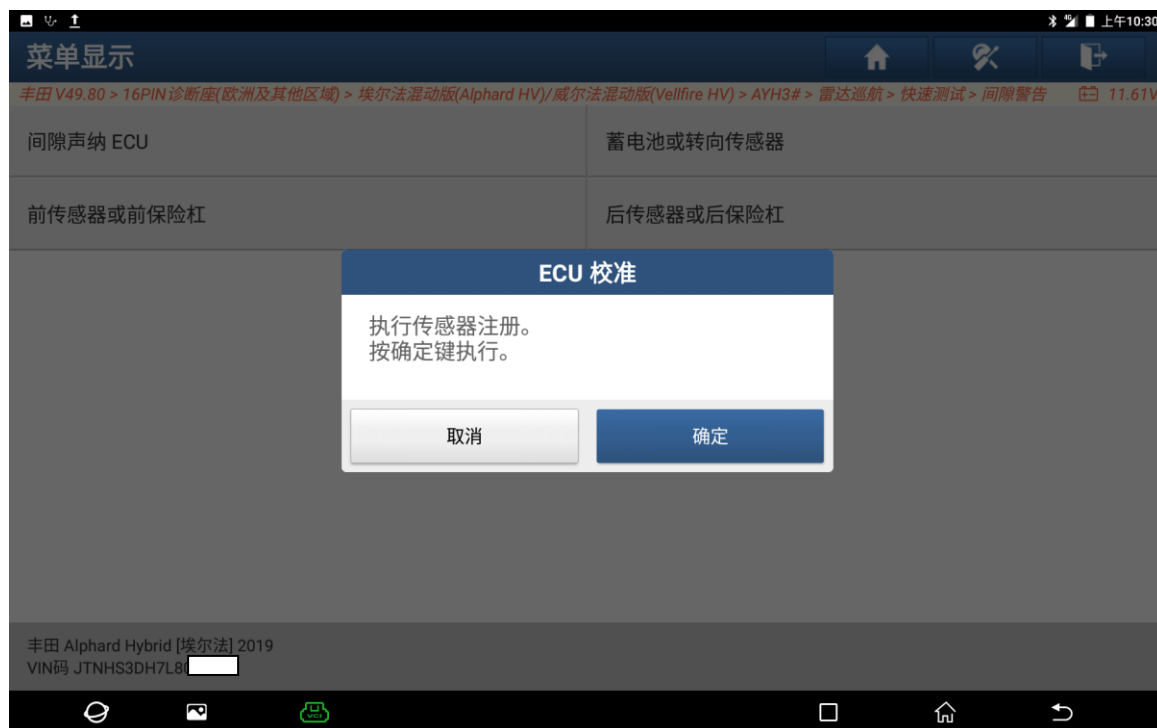 4G 上午10:30
菜单显示
丰田 V49.80 > 16PIN诊断座(欧洲及其他区域) > 埃尔法混动版(Alphard HV)/威尔法混动版(Vellfire HV) > AYH3# > 雷达巡航 > 快速测试 > 间隙警告 11.61V
间隙声纳 ECU 蓄电池或转向传感器
前传感器或前保险杠 后传感器或后保险杠
ECU 校准
执行传感器注册。
按确定键执行。
取消 确定
丰田 Alphard Hybrid [埃尔法] 2019
VIN码 JTNHS3DH7L8
VCI